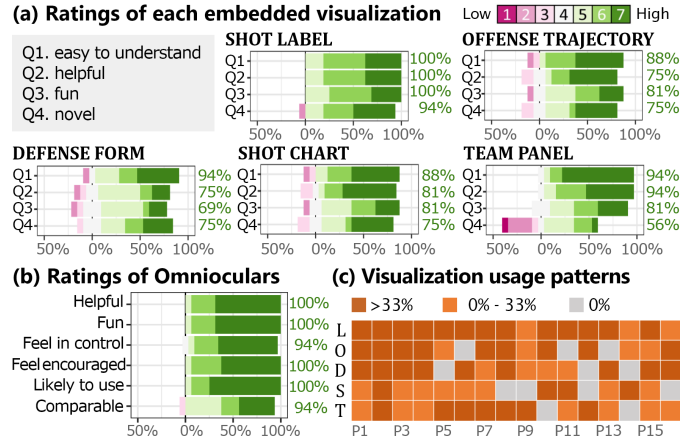 (a) Ratings of each embedded visualization
Low 1 2 3 4 5 6 7 High
Q1. easy to understand
Q2. helpful
Q3. fun
Q4. novel
SHOT LABEL
Q1 100%
Q2 100%
Q3 100%
Q4 94%
50% 0% 50% 100%
OFFENSE TRAJECTORY
Q1 88%
Q2 75%
Q3 81%
Q4 75%
50% 0% 50% 100%
DEFENSE FORM
Q1 94%
Q2 75%
Q3 69%
Q4 75%
50% 0% 50% 100%
SHOT CHART
Q1 88%
Q2 81%
Q3 81%
Q4 75%
50% 0% 50% 100%
TEAM PANEL
Q1 94%
Q2 94%
Q3 81%
Q4 56%
50% 0% 50% 100%
(b) Ratings of Omnioculars
Helpful 100%
Fun 100%
Feel in control 94%
Feel encouraged 100%
Likely to use 100%
Comparable 94%
50% 0% 50% 100%
(c) Visualization usage patterns
>33% 0% - 33% 0%
L
O
D
S
T
P1 P3 P5 P7 P9 P11 P13 P15